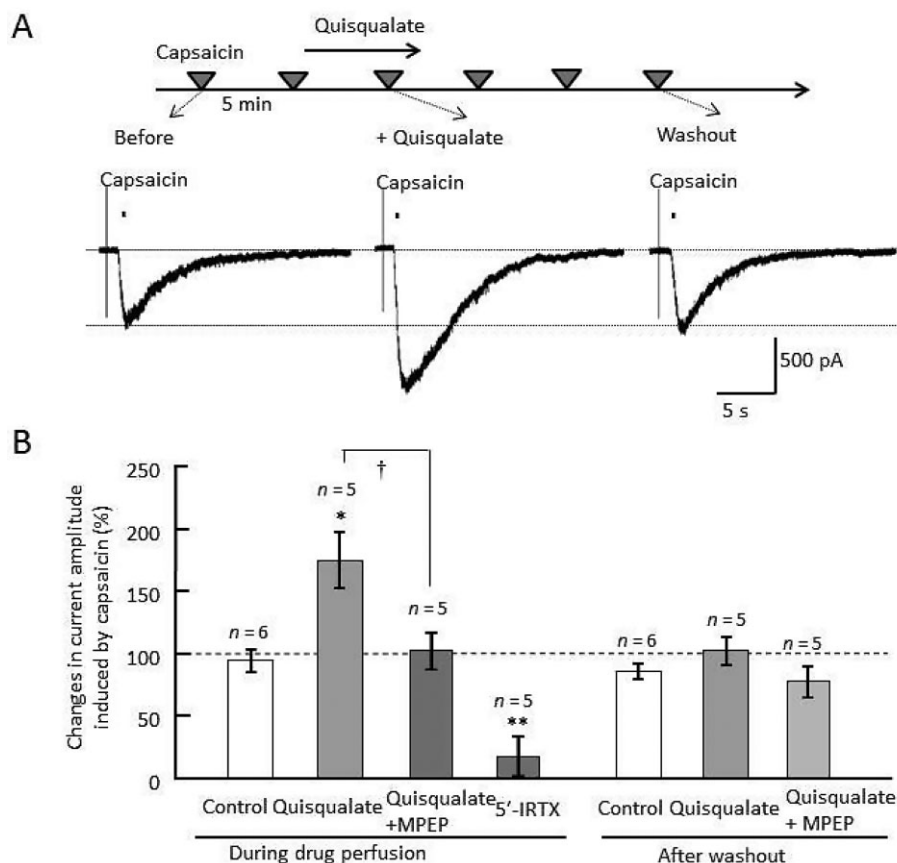 A
Quisqualate
Capsaicin
5 min
Before
+ Quisqualate
Washout
Capsaicin
Capsaicin
Capsaicin
500 pA
5 s
B
Changes in current amplitude
induced by capsaicin (%)
250
200
150
100
50
0
n = 6
n = 5
*
†
n = 5
n = 5
**
n = 6
n = 5
n = 5
Control
Quisqualate
Quisqualate
+MPEP
5′-IRTX
Control
Quisqualate
Quisqualate
+ MPEP
During drug perfusion
After washout